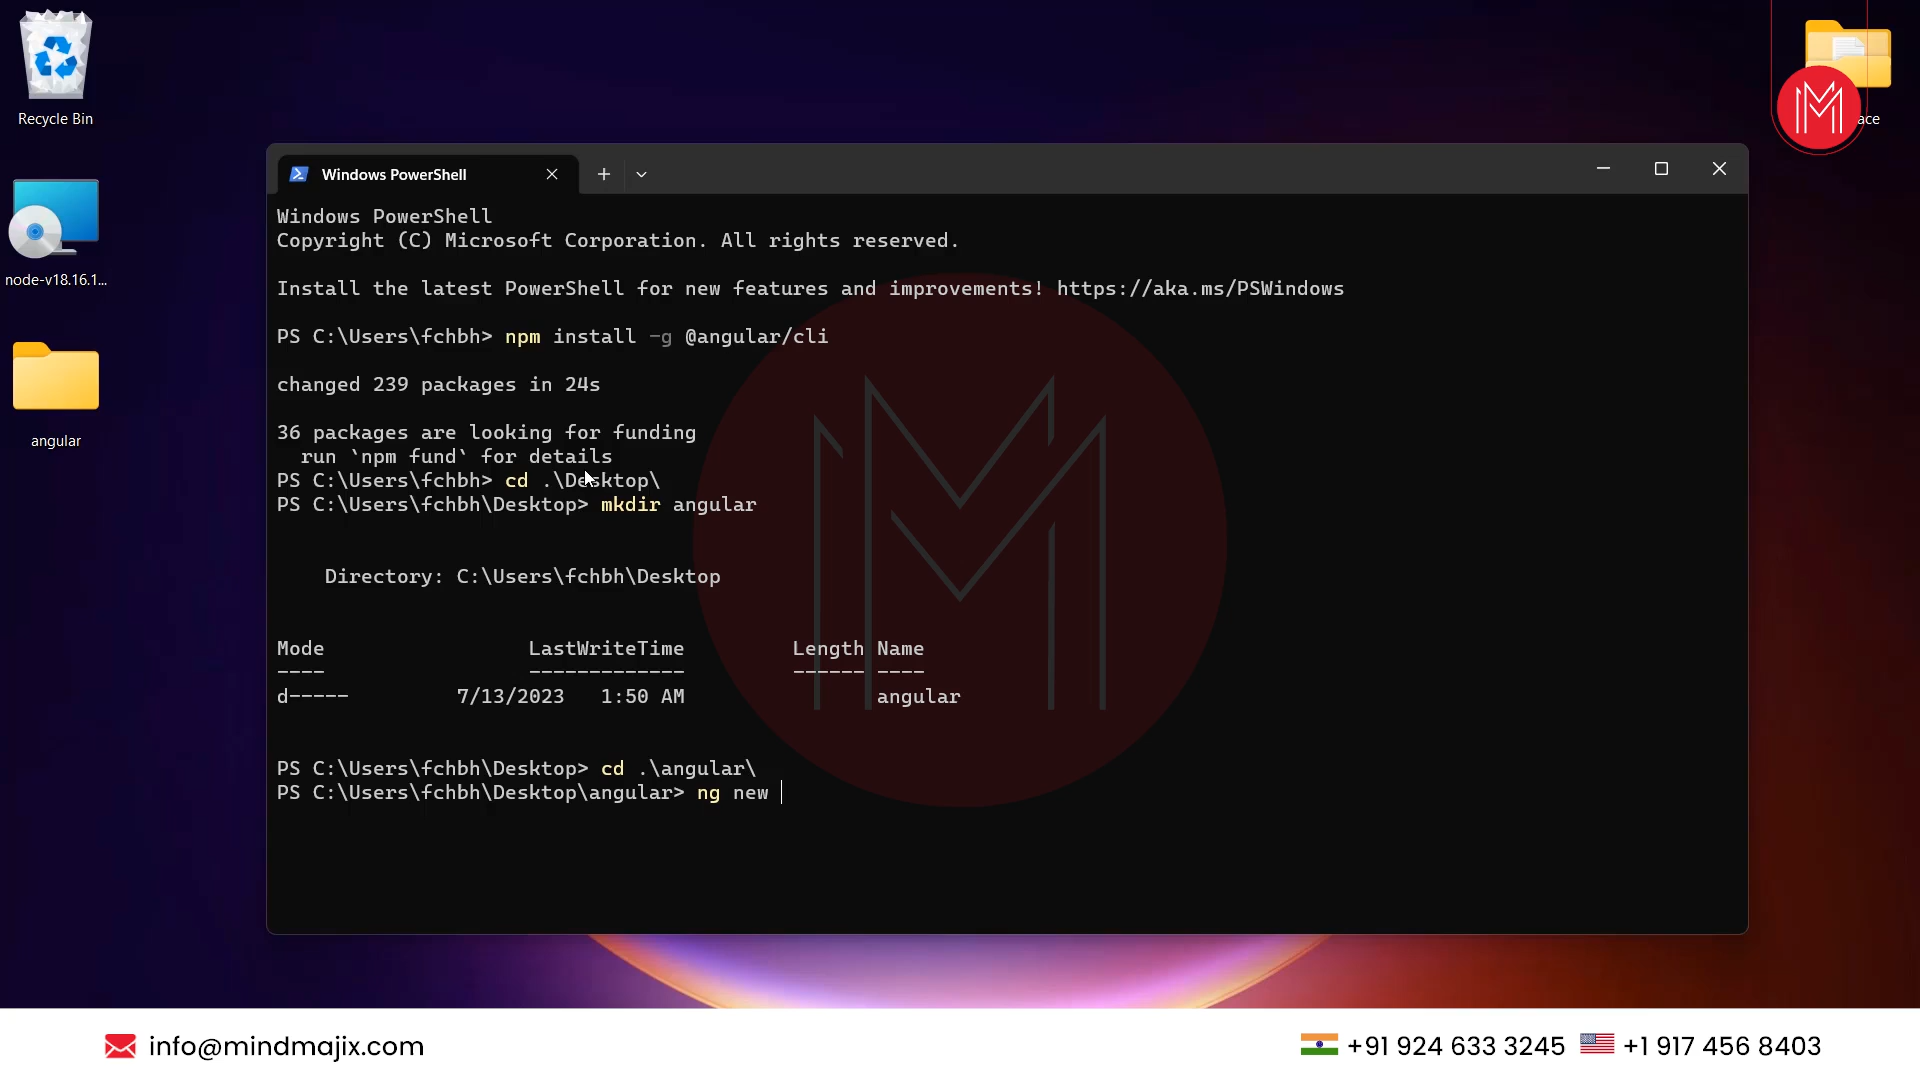 Recycle Bin
node-v18.16.1...
angular
ace
Windows PowerShell
Windows PowerShell
Copyright (C) Microsoft Corporation. All rights reserved.
Install the latest PowerShell for new features and improvements! https://aka.ms/PSWindows
PS C:\Users\fchbh> npm install -g @angular/cli
changed 239 packages in 24s
36 packages are looking for funding
run `npm fund` for details
PS C:\Users\fchbh> cd .\Desktop\
PS C:\Users\fchbh\Desktop> mkdir angular
Directory: C:\Users\fchbh\Desktop
Mode LastWriteTime Length Name
---- ------------- ------ ----
d----- 7/13/2023 1:50 AM angular
PS C:\Users\fchbh\Desktop> cd .\angular\
PS C:\Users\fchbh\Desktop\angular> ng new
info@mindmajix.com
+91 924 633 3245 +1 917 456 8403